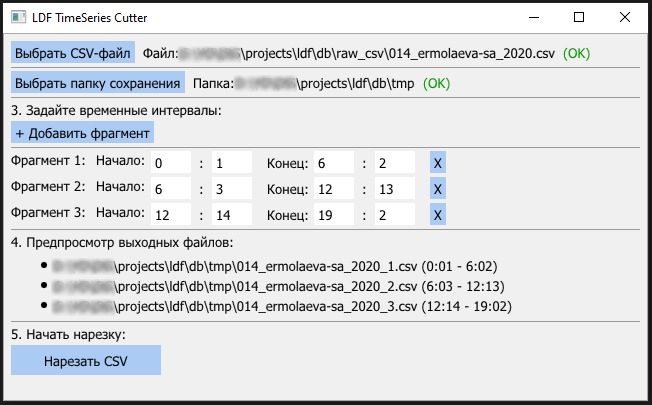 LDF TimeSeries Cutter
Выбрать CSV-файл Файл: \projects\ldf\db\raw_csv\014_ermolaeva-sa_2020.csv (OK)
Выбрать папку сохранения Папка: \projects\ldf\db\tmp (OK)
3. Задайте временные интервалы:
+ Добавить фрагмент
Фрагмент 1: Начало: 0 : 1 Конец: 6 : 2 X
Фрагмент 2: Начало: 6 : 3 Конец: 12 : 13 X
Фрагмент 3: Начало: 12 : 14 Конец: 19 : 2 X
4. Предпросмотр выходных файлов:
• \projects\ldf\db\tmp\014_ermolaeva-sa_2020_1.csv (0:01 - 6:02)
• \projects\ldf\db\tmp\014_ermolaeva-sa_2020_2.csv (6:03 - 12:13)
• \projects\ldf\db\tmp\014_ermolaeva-sa_2020_3.csv (12:14 - 19:02)
5. Начать нарезку:
Нарезать CSV